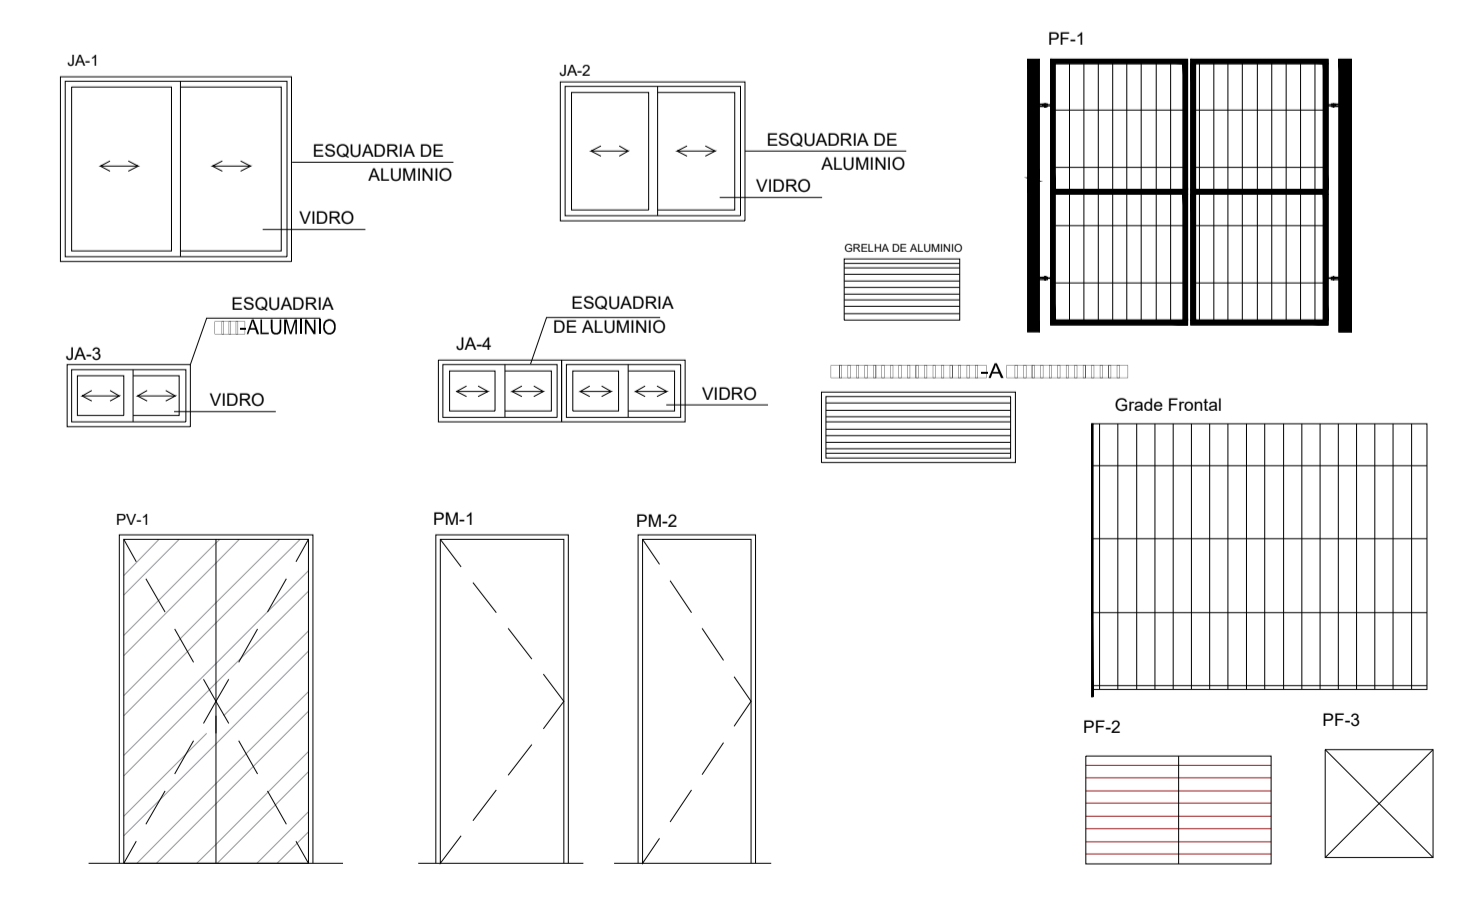 JA-1
ESQUADRIA DE
ALUMINIO
VIDRO
JA-2
ESQUADRIA DE
ALUMINIO
VIDRO
PF-1
GRELHA DE ALUMINIO
JA-3
ESQUADRIA
-ALUMINIO
VIDRO
JA-4
ESQUADRIA
DE ALUMINIO
VIDRO
-A
Grade Frontal
PV-1
PM-1
PM-2
PF-2
PF-3